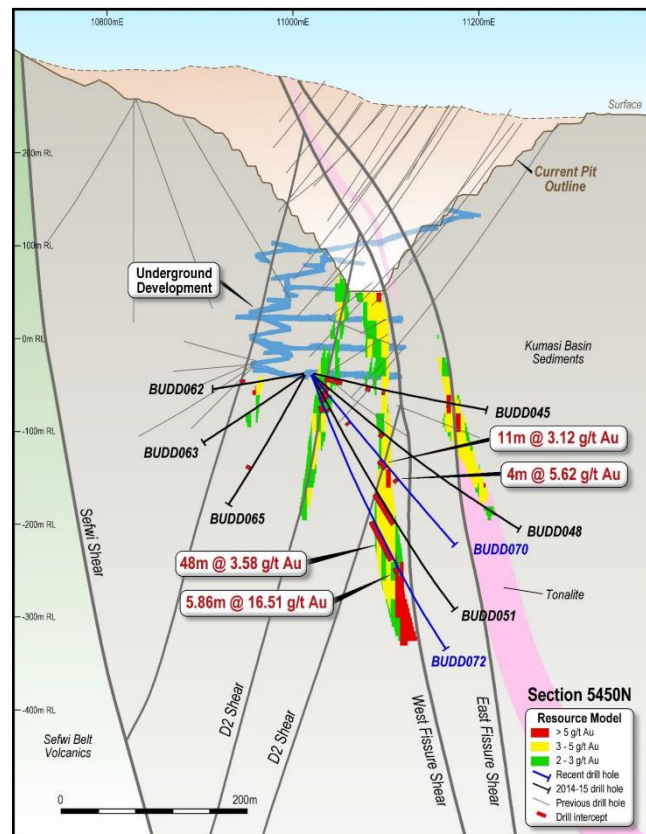 10800mE
11000mE
11200mE
Surface
200m RL
Current Pit
Outline
100m RL
Underground
Development
0m RL
Kumasi Basin
Sediments
BUDD062
BUDD045
-100m RL
BUDD063
11m @ 3.12 g/t Au
4m @ 5.62 g/t Au
BUDD065
-200m RL
BUDD048
BUDD070
Sefwi Shear
48m @ 3.58 g/t Au
Tonalite
5.86m @ 16.51 g/t Au
BUDD051
-300m RL
BUDD072
D2 Shear
D2 Shear
West Fissure Shear
East Fissure Shear
-400m RL
Sefwi Belt
Volcanics
0
200m
Section 5450N
Resource Model
> 5 g/t Au
3 - 5 g/t Au
2 - 3 g/t Au
Recent drill hole
2014-15 drill hole
Previous drill hole
Drill intercept